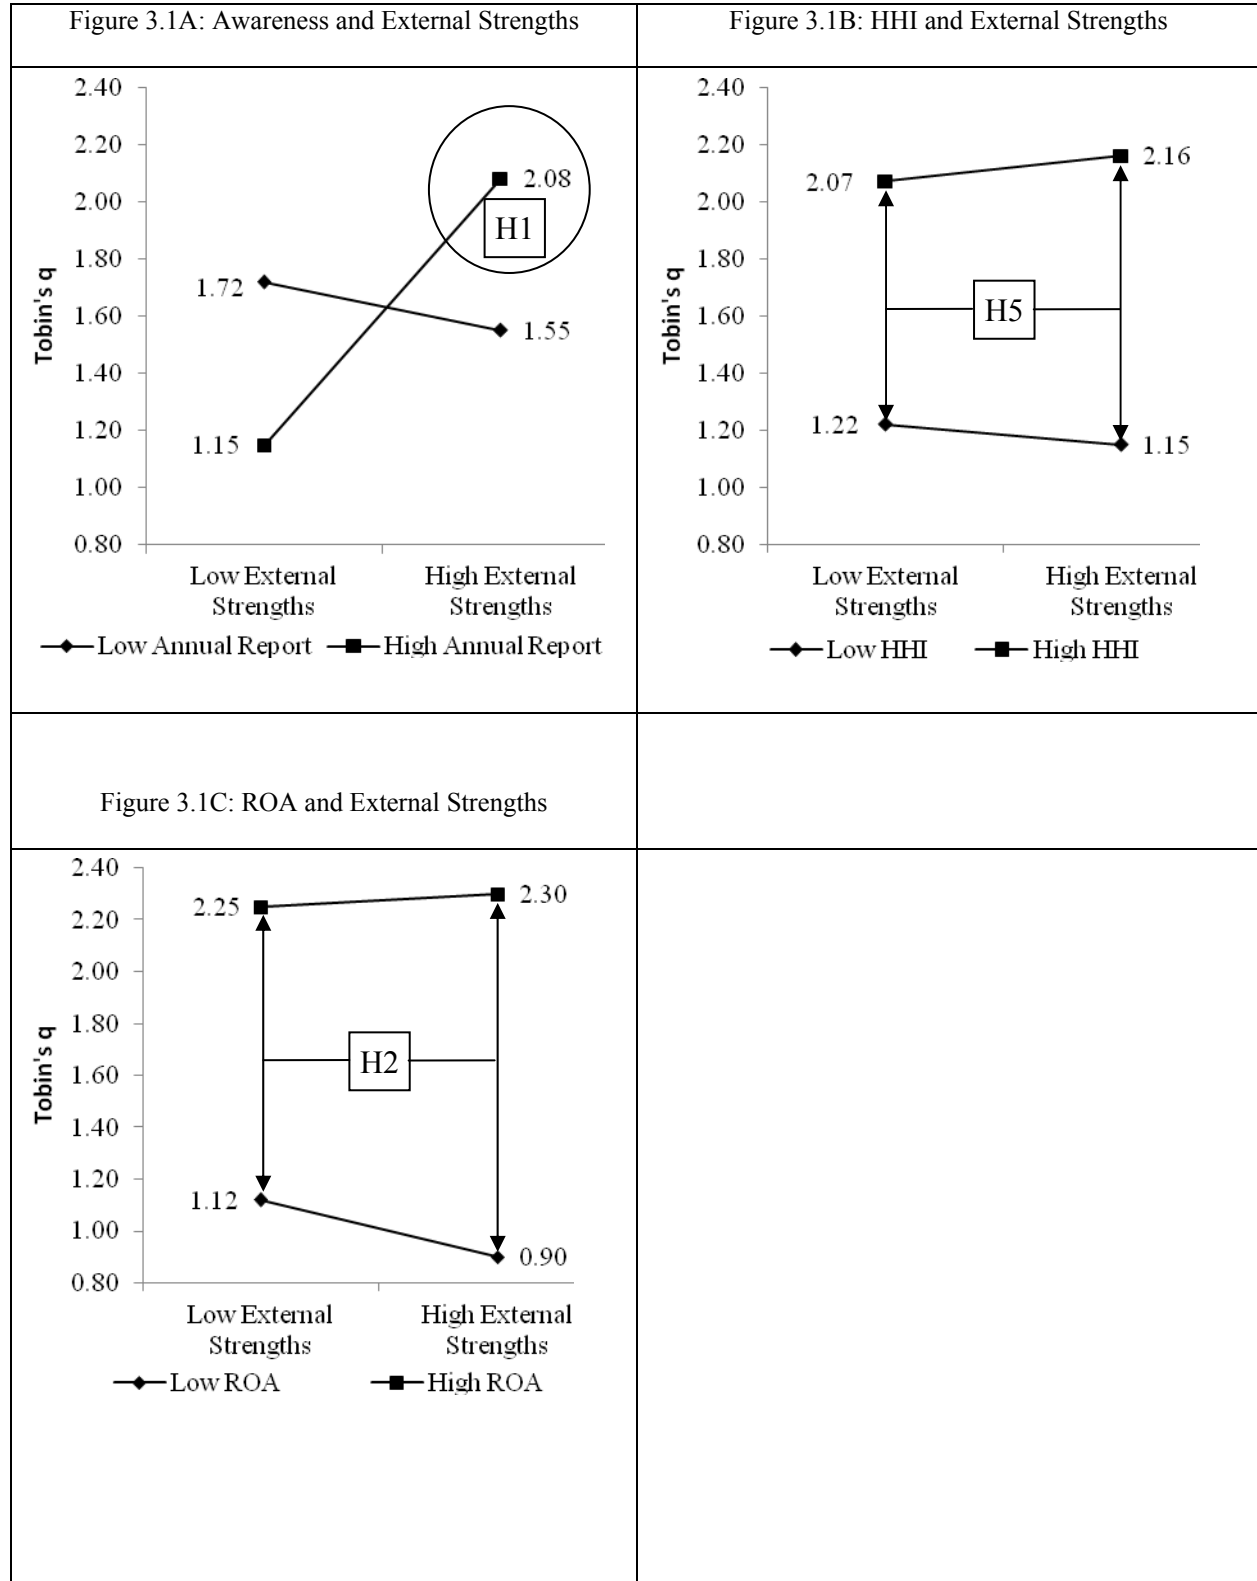 Figure 3.1A: Awareness and External Strengths
2.40
2.20
2.00
1.80
1.60
1.40
1.20
1.00
0.80
Tobin's q
1.72
1.15
2.08
H1
1.55
Low External
Strengths
High External
Strengths
Low Annual Report
High Annual Report
Figure 3.1B: HHI and External Strengths
2.40
2.20
2.00
1.80
1.60
1.40
1.20
1.00
0.80
Tobin's q
2.07
2.16
H5
1.22
1.15
Low External
Strengths
High External
Strengths
Low HHI
High HHI
Figure 3.1C: ROA and External Strengths
2.40
2.20
2.00
1.80
1.60
1.40
1.20
1.00
0.80
Tobin's q
2.25
2.30
H2
1.12
0.90
Low External
Strengths
High External
Strengths
Low ROA
High ROA